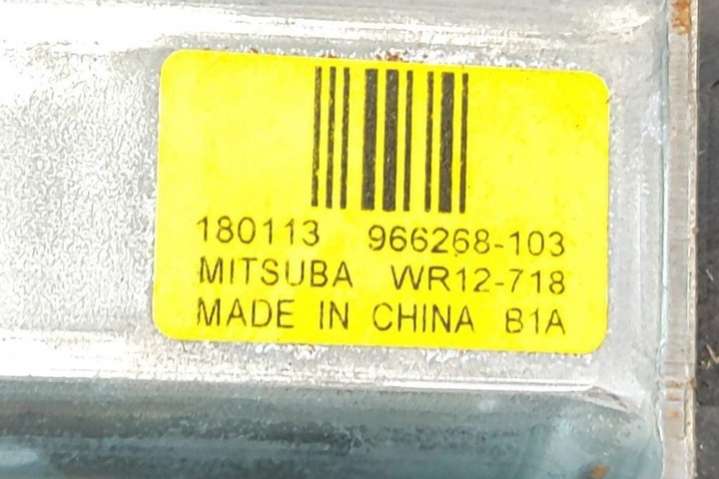 180113 966268-103
MITSUBA WR12-718
MADE IN CHINA B1A